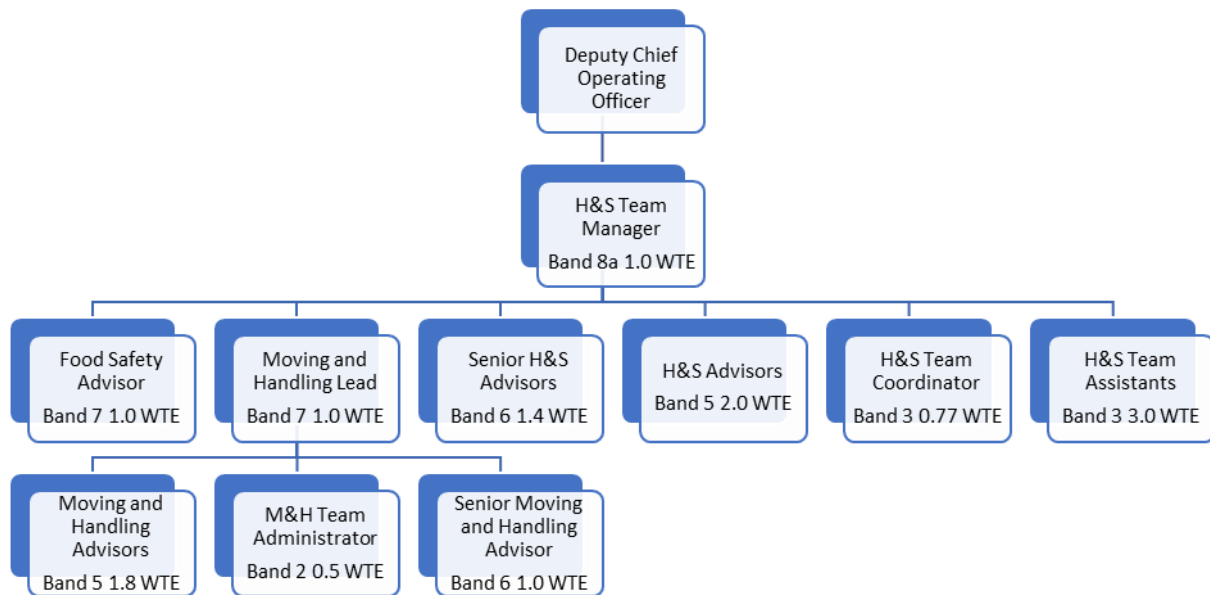 Deputy Chief
Operating
Officer
H&S Team
Manager
Band 8a 1.0 WTE
Food Safety
Advisor
Band 7 1.0 WTE
Moving and
Handling Lead
Band 7 1.0 WTE
Senior H&S
Advisors
Band 6 1.4 WTE
H&S Advisors
Band 5 2.0 WTE
H&S Team
Coordinator
Band 3 0.77 WTE
H&S Team
Assistants
Band 3 3.0 WTE
Moving and
Handling
Advisors
Band 5 1.8 WTE
M&H Team
Administrator
Band 2 0.5 WTE
Senior Moving
and Handling
Advisor
Band 6 1.0 WTE